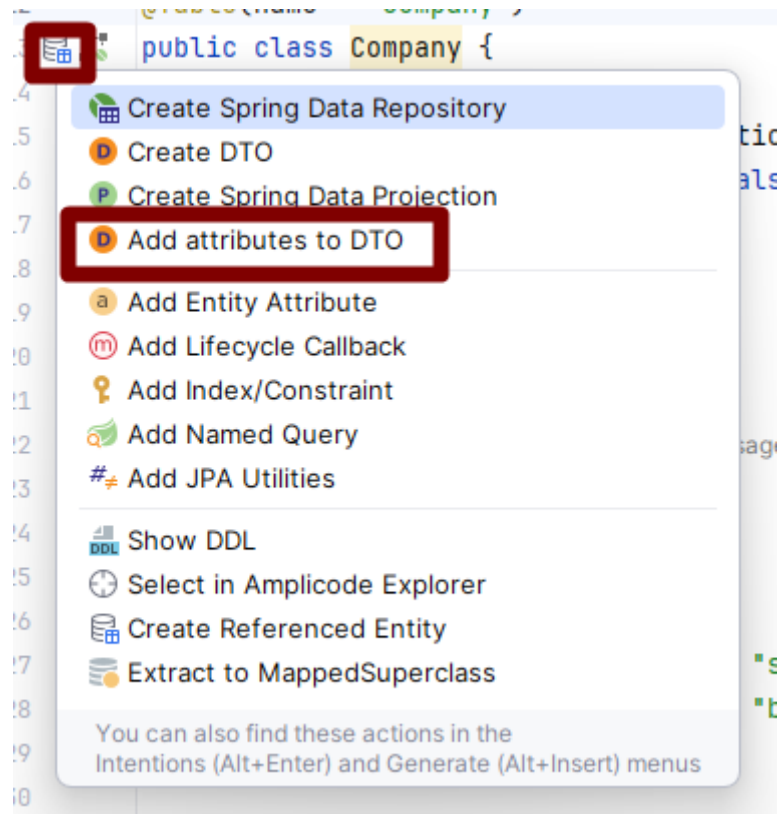 public class Company {
Create Spring Data Repository
Create DTO
Create Spring Data Projection
Add attributes to DTO
Add Entity Attribute
Add Lifecycle Callback
Add Index/Constraint
Add Named Query
Add JPA Utilities
DDL Show DDL
Select in Amplicode Explorer
Create Referenced Entity
Extract to MappedSuperclass
You can also find these actions in the
Intentions (Alt+Enter) and Generate (Alt+Insert) menus